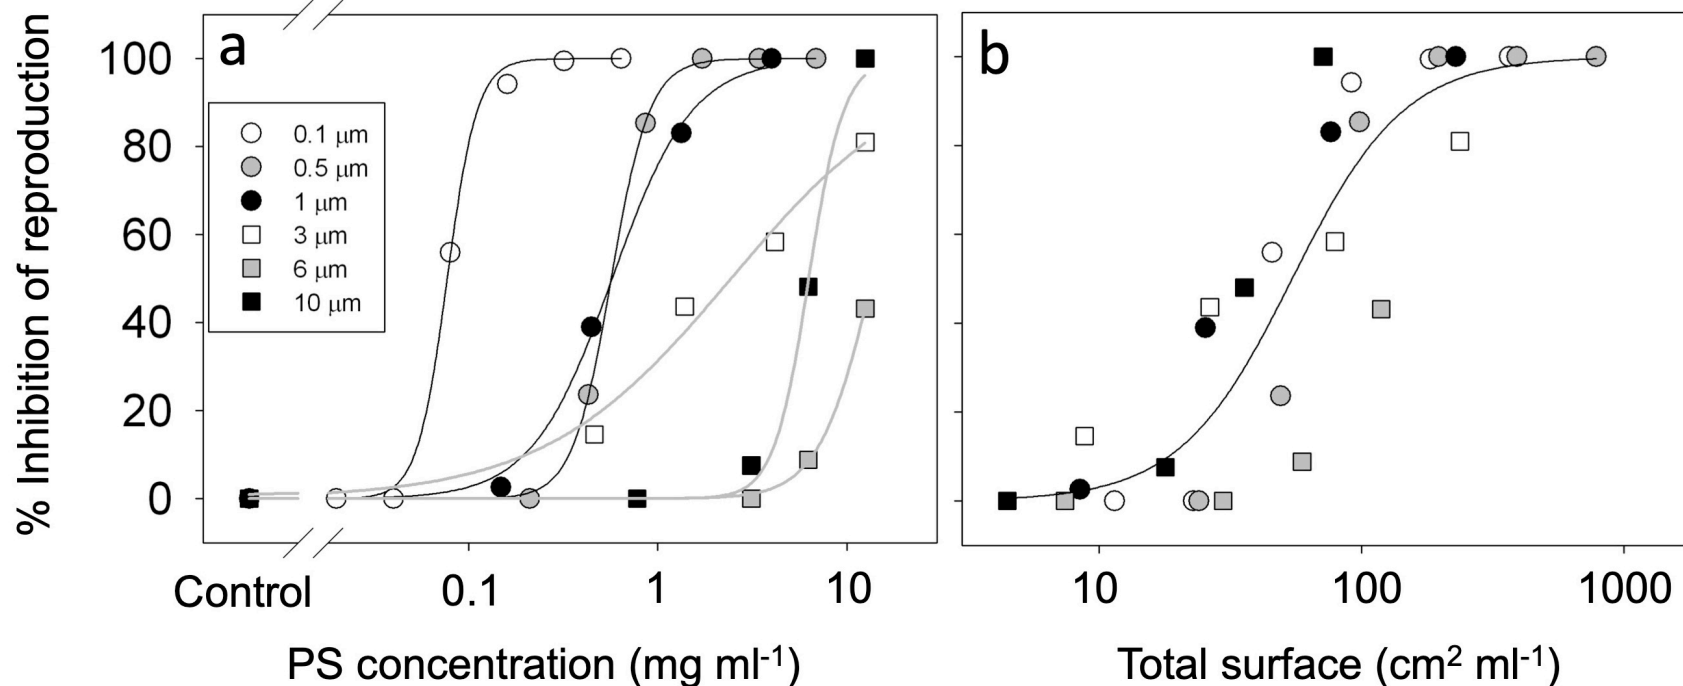 % Inhibition of reproduction
a
100
80
60
40
20
0
0.1 μm
0.5 μm
1 μm
3 μm
6 μm
10 μm
Control 0.1 1 10
PS concentration (mg ml⁻¹)
b
10 100 1000
Total surface (cm² ml⁻¹)